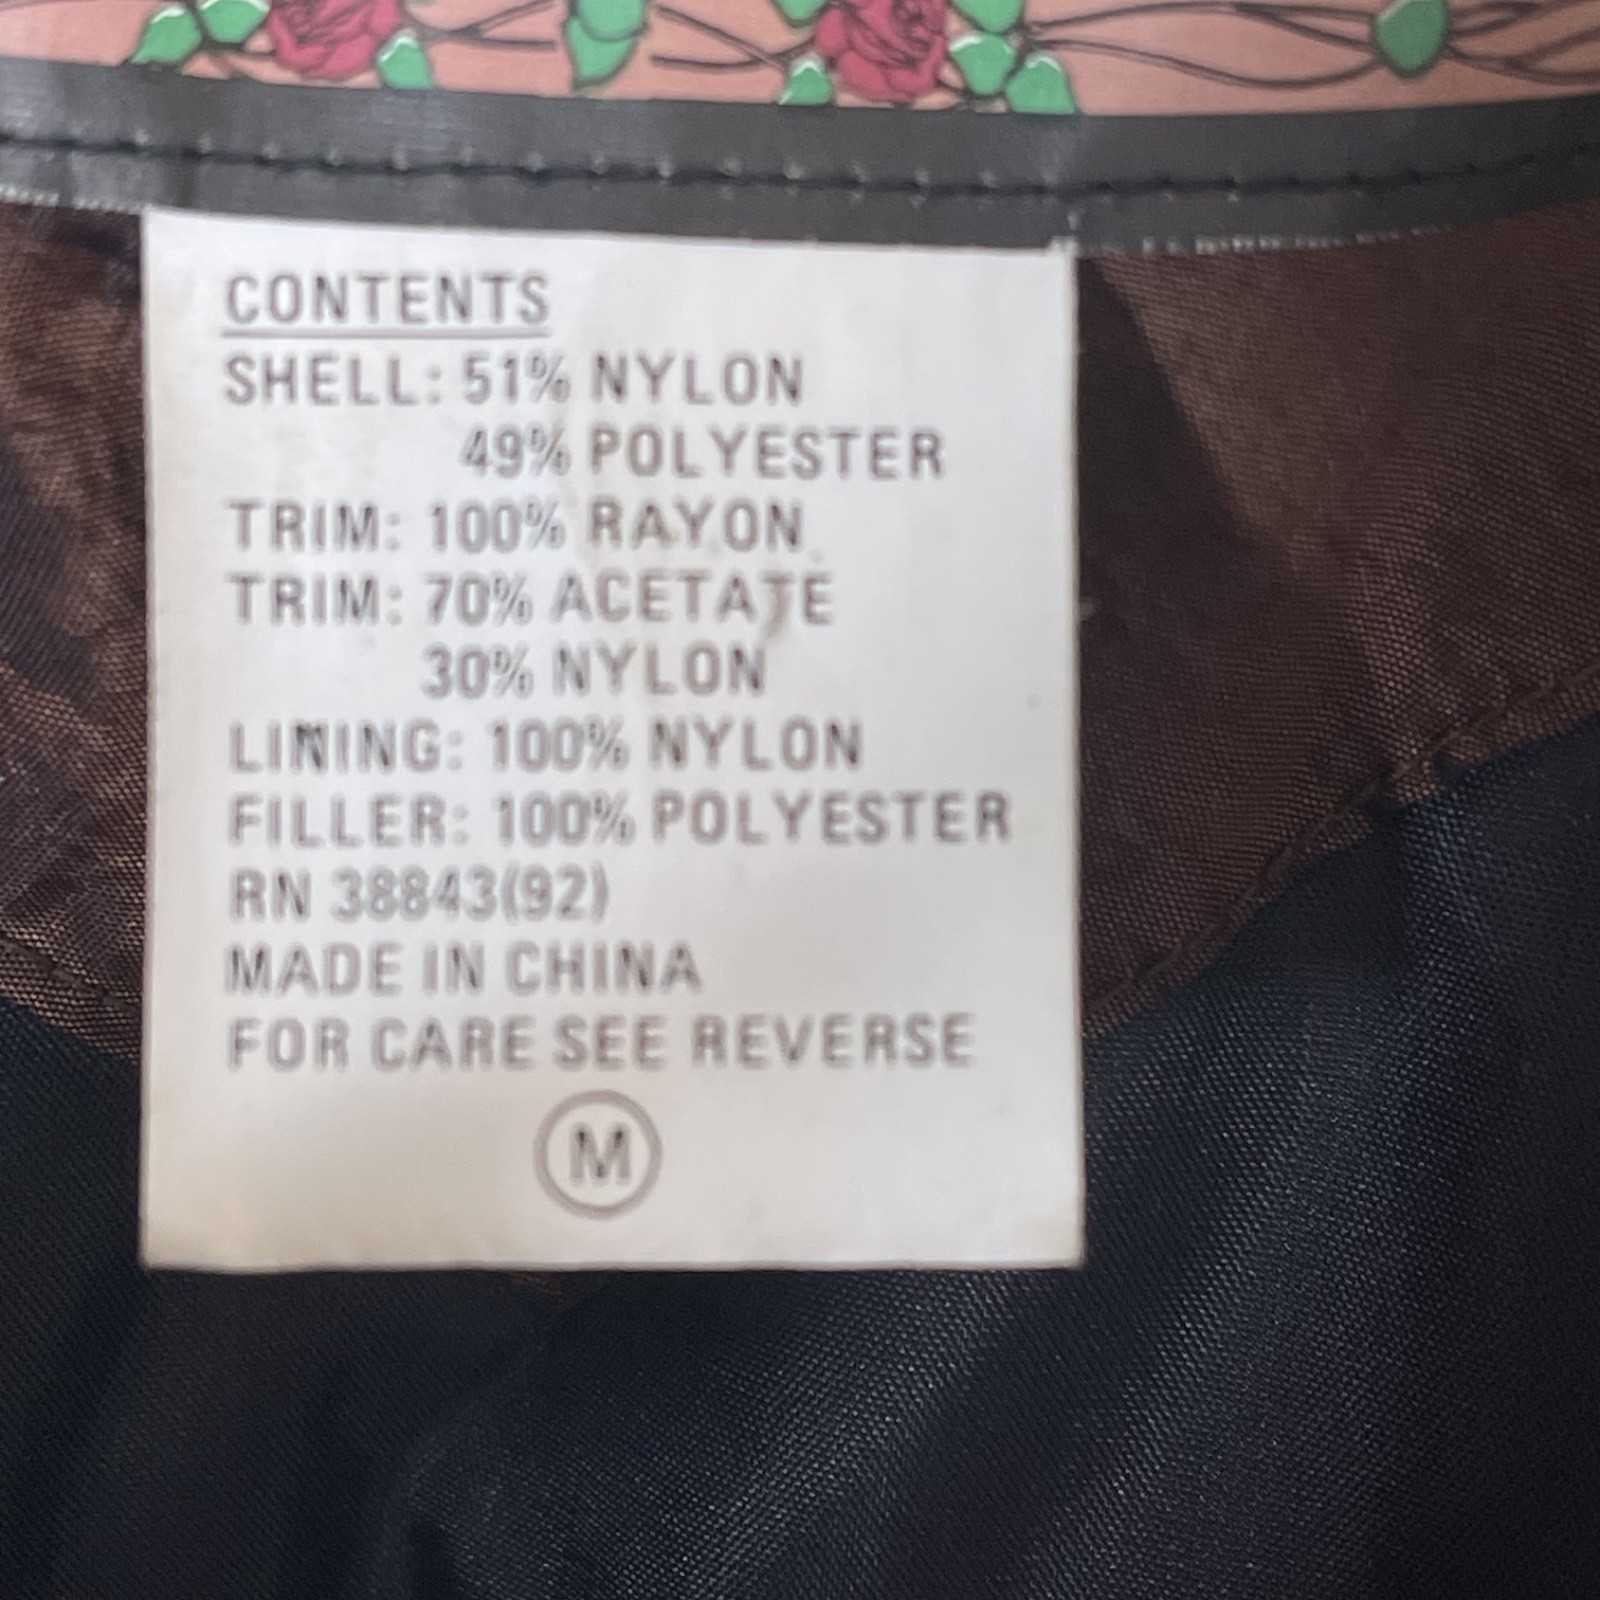 CONTENTS
SHELL: 51% NYLON
49% POLYESTER
TRIM: 100% RAYON
TRIM: 70% ACETATE
30% NYLON
LINING: 100% NYLON
FILLER: 100% POLYESTER
RN 38843(92)
MADE IN CHINA
FOR CARE SEE REVERSE
M